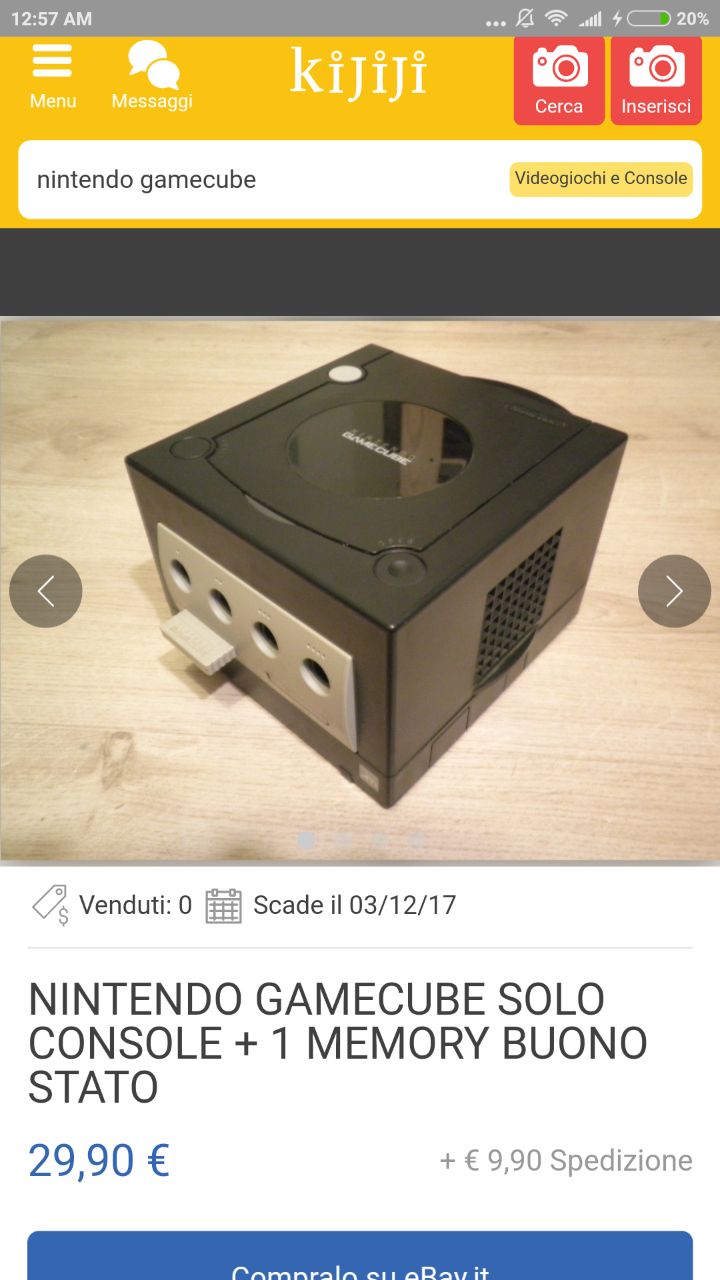 12:57 AM
20%
Menu
Messaggi
kijiji
Cerca
Inserisci
nintendo gamecube
Videogiochi e Console
NINTENDO
GAMECUBE
Venduti: 0
Scade il 03/12/17
NINTENDO GAMECUBE SOLO
CONSOLE + 1 MEMORY BUONO
STATO
29,90 €
+ € 9,90 Spedizione
Compralo su eBay.it